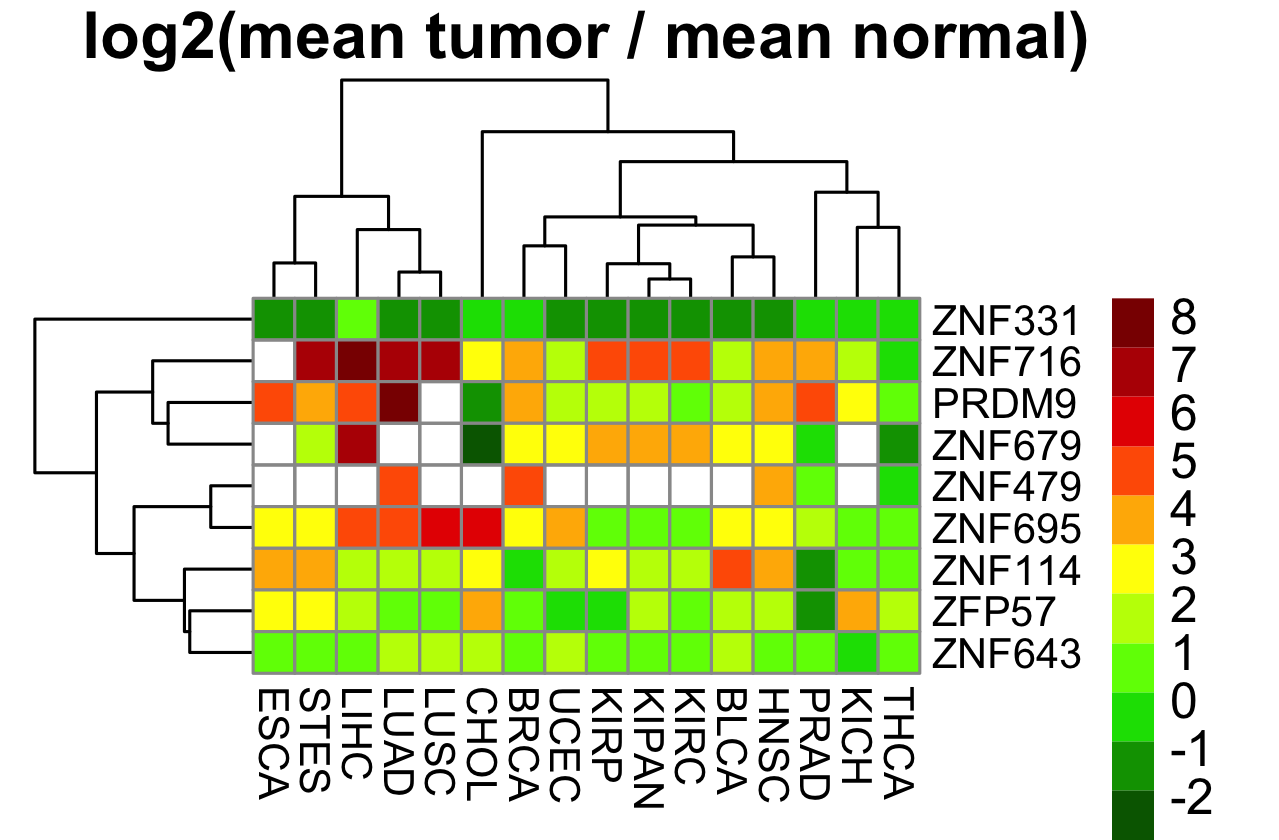 log2(mean tumor / mean normal)
ZNF331
ZNF716
PRDM9
ZNF679
ZNF479
ZNF695
ZNF114
ZFP57
ZNF643
8
7
6
5
4
3
2
1
0
-1
-2
ESCA
STES
LIHC
LUAD
LUSC
CHOL
BRCA
UCEC
KIRP
KIPAN
KIRC
BLCA
HNSC
PRAD
KICH
THCA